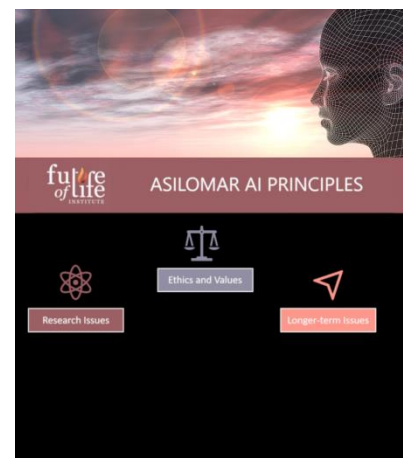 future
of life
INSTITUTE
ASILOMAR AI PRINCIPLES
Ethics and Values
Research Issues
Longer-term Issues